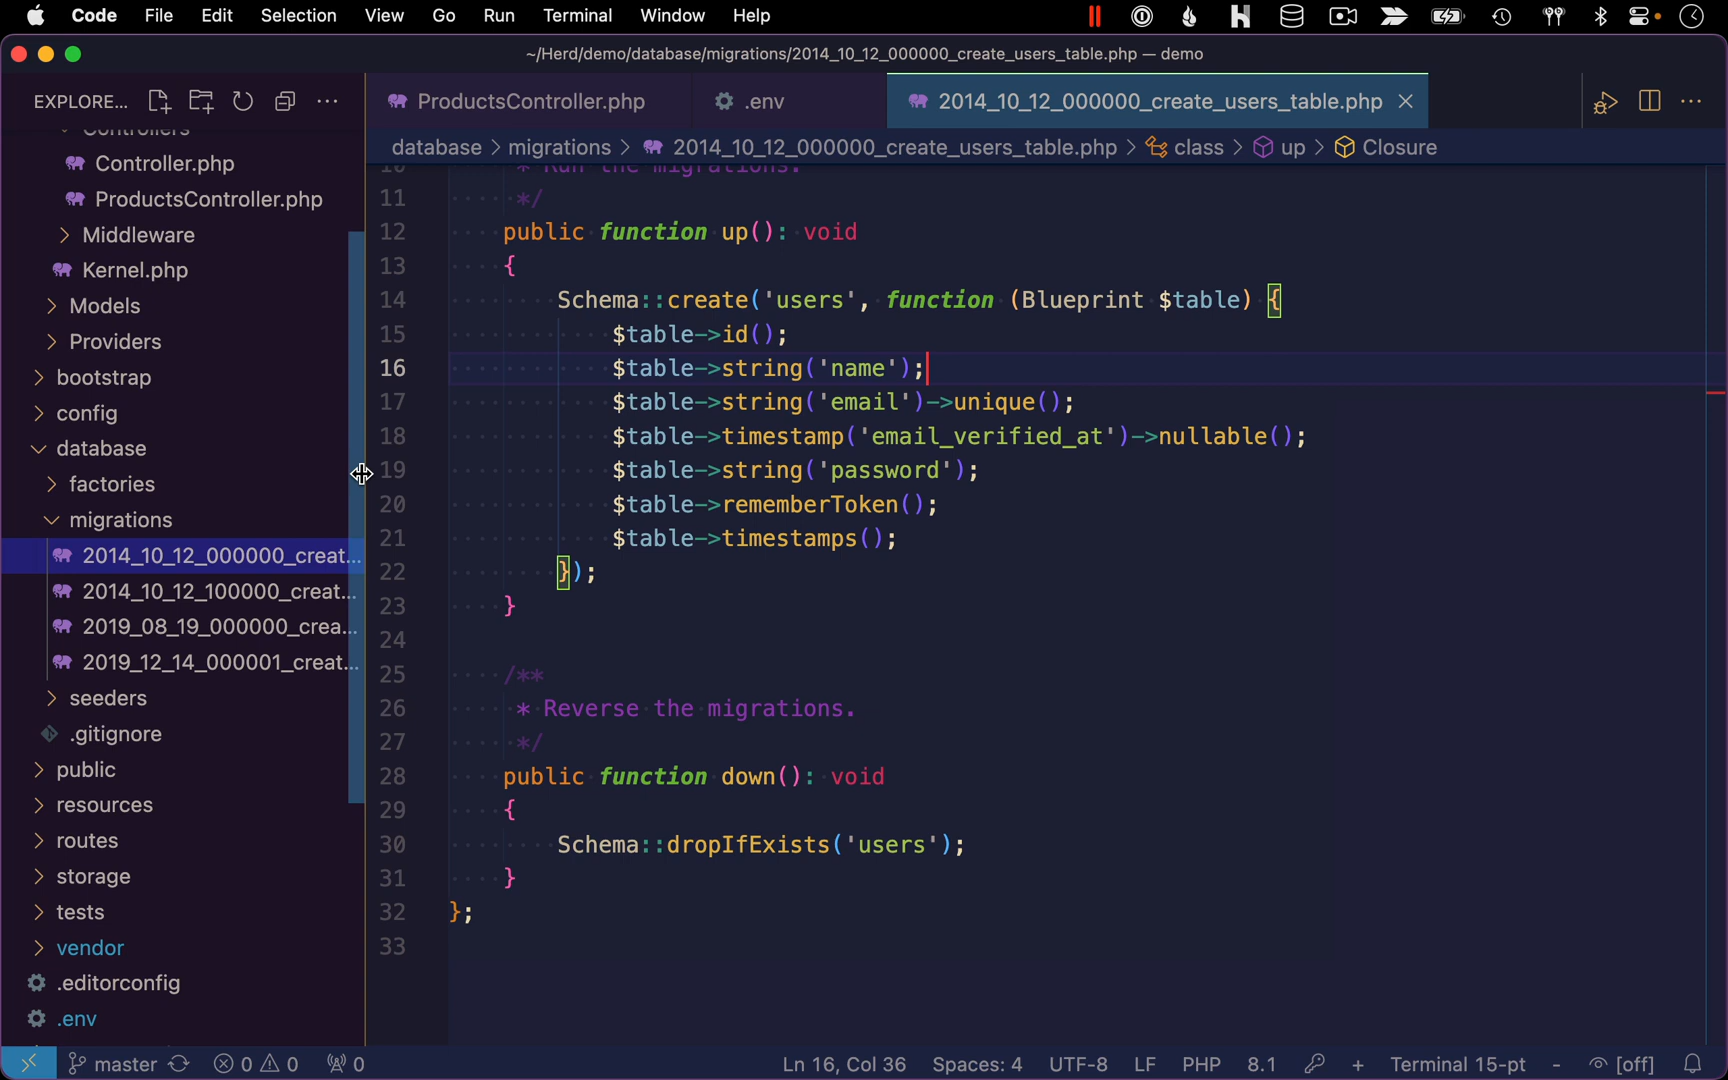 Code File Edit Selection View Go Run Terminal Window Help
~/Herd/demo/database/migrations/2014_10_12_000000_create_users_table.php — demo
EXPLORE...
ProductsController.php .env 2014_10_12_000000_create_users_table.php
database > migrations > 2014_10_12_000000_create_users_table.php > class > up > Closure
Controllers
Controller.php
ProductsController.php
Middleware
Kernel.php
Models
Providers
bootstrap
config
database
factories
migrations
2014_10_12_000000_creat...
2014_10_12_100000_creat...
2019_08_19_000000_crea...
2019_12_14_000001_creat...
seeders
.gitignore
public
resources
routes
storage
tests
vendor
.editorconfig
.env
10 * Run the migrations.
11 */
12 public function up(): void
13 {
14 Schema::create('users', function (Blueprint $table) {
15 $table->id();
16 $table->string('name');
17 $table->string('email')->unique();
18 $table->timestamp('email_verified_at')->nullable();
19 $table->string('password');
20 $table->rememberToken();
21 $table->timestamps();
22 });
23 }
24
25 /**
26 * Reverse the migrations.
27 */
28 public function down(): void
29 {
30 Schema::dropIfExists('users');
31 }
32 };
33
master 0 0 0 Ln 16, Col 36 Spaces: 4 UTF-8 LF PHP 8.1 + Terminal 15-pt - [off]